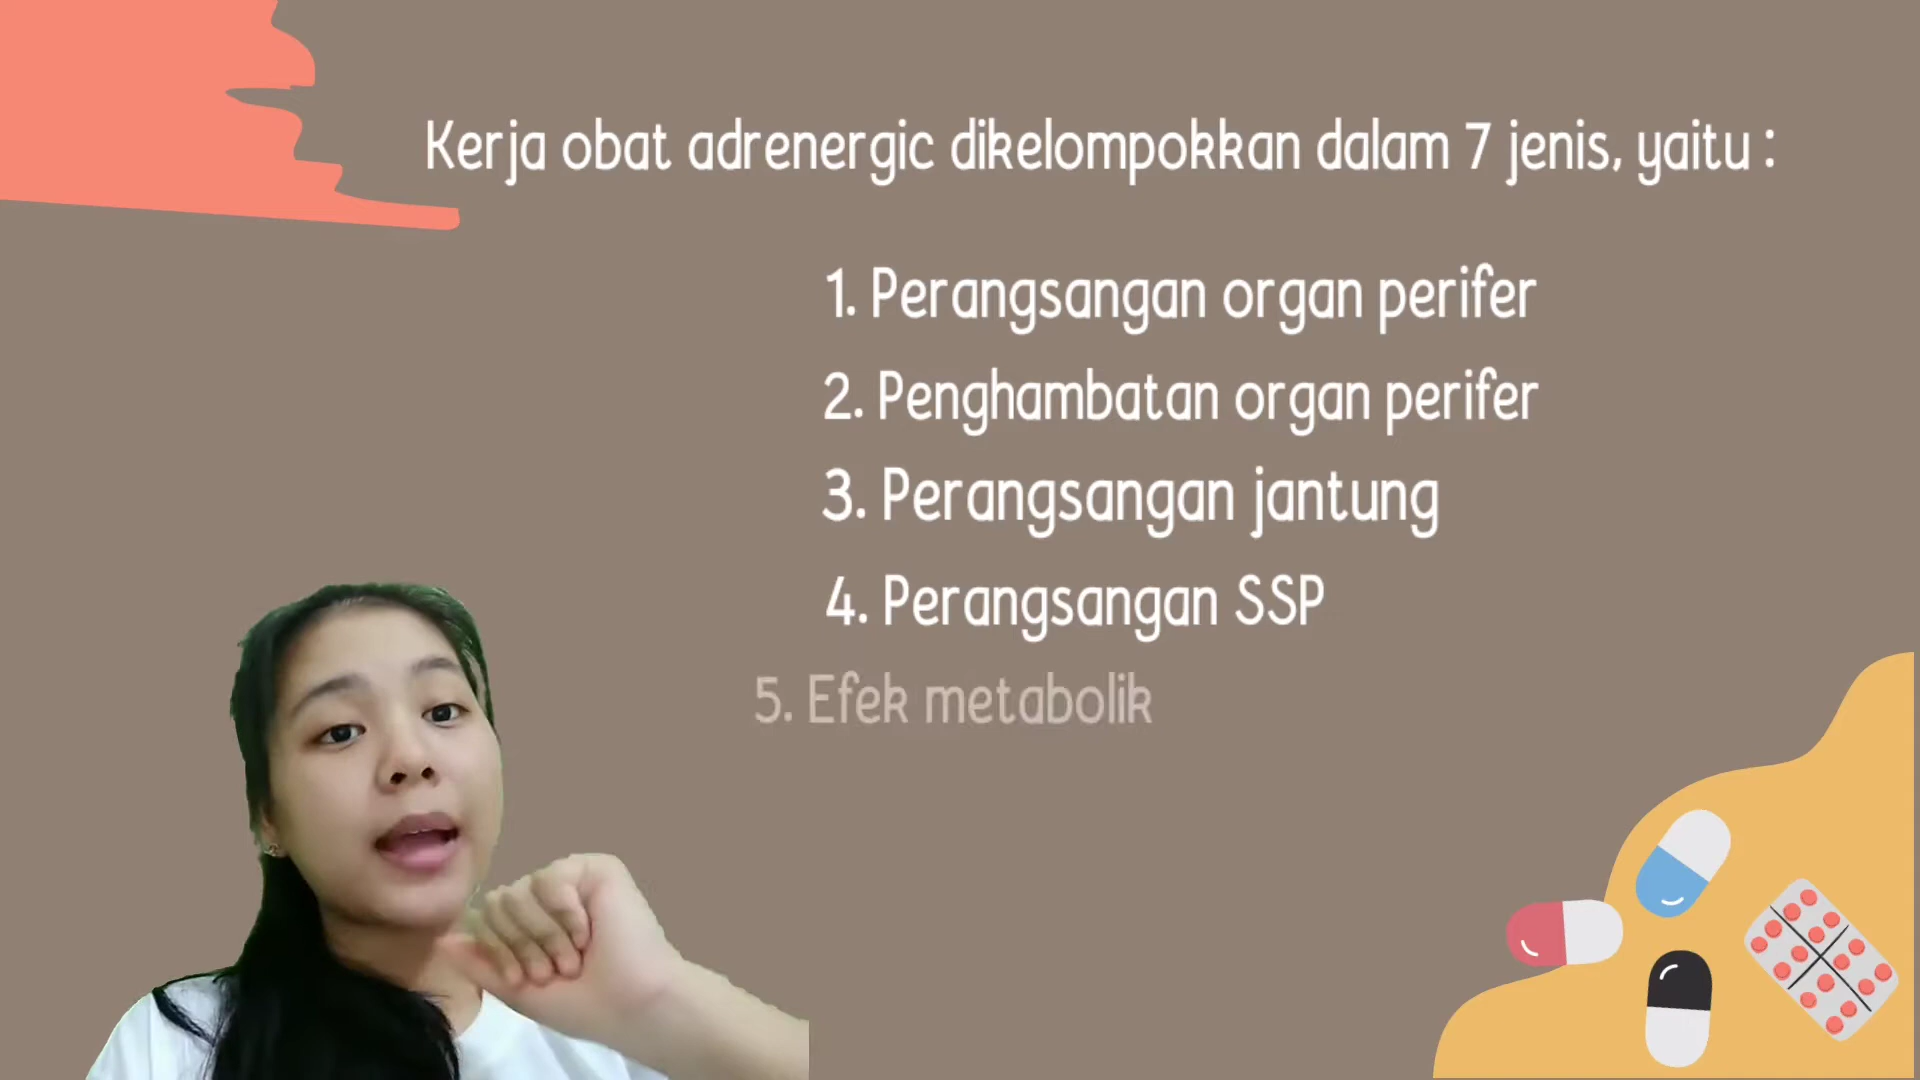 Kerja obat adrenergic dikelompokkan dalam 7 jenis, yaitu :
1. Perangsangan organ perifer
2. Penghambatan organ perifer
3. Perangsangan jantung
4. Perangsangan SSP
5. Efek metabolik